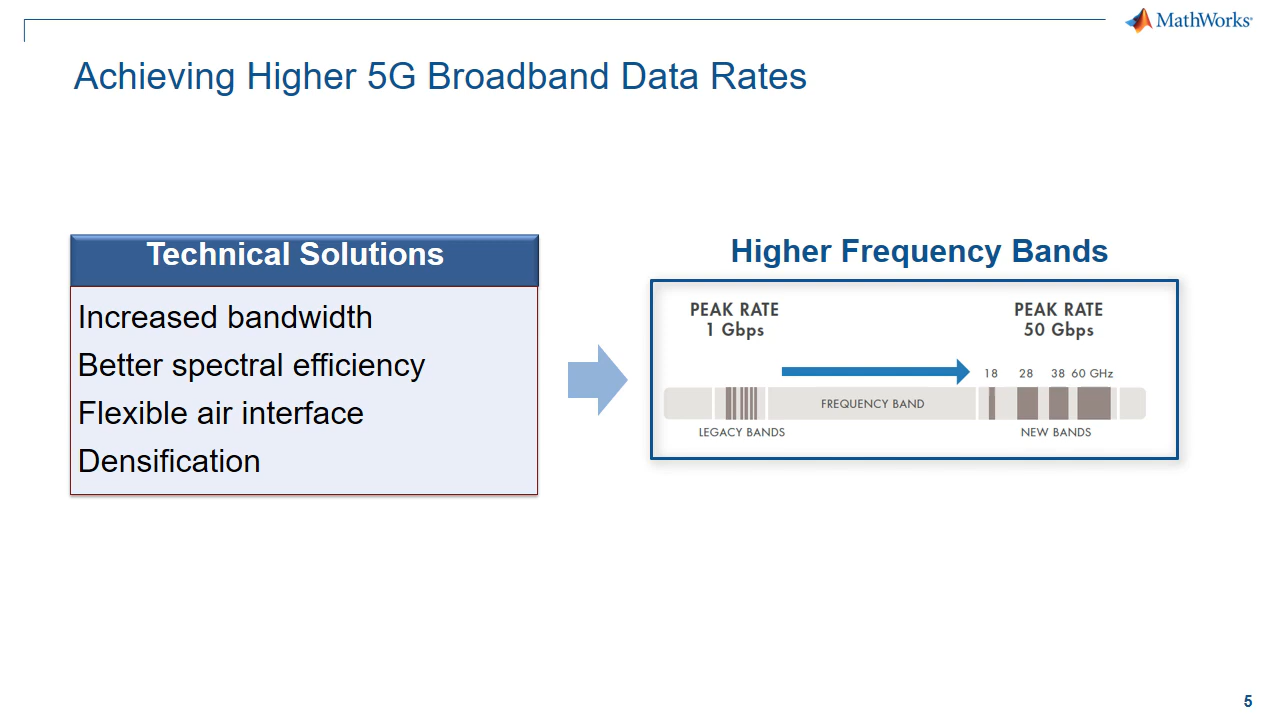 MathWorks®
Achieving Higher 5G Broadband Data Rates
Technical Solutions
Increased bandwidth
Better spectral efficiency
Flexible air interface
Densification
Higher Frequency Bands
PEAK RATE
1 Gbps
PEAK RATE
50 Gbps
18 28 38 60 GHz
FREQUENCY BAND
LEGACY BANDS
NEW BANDS
5